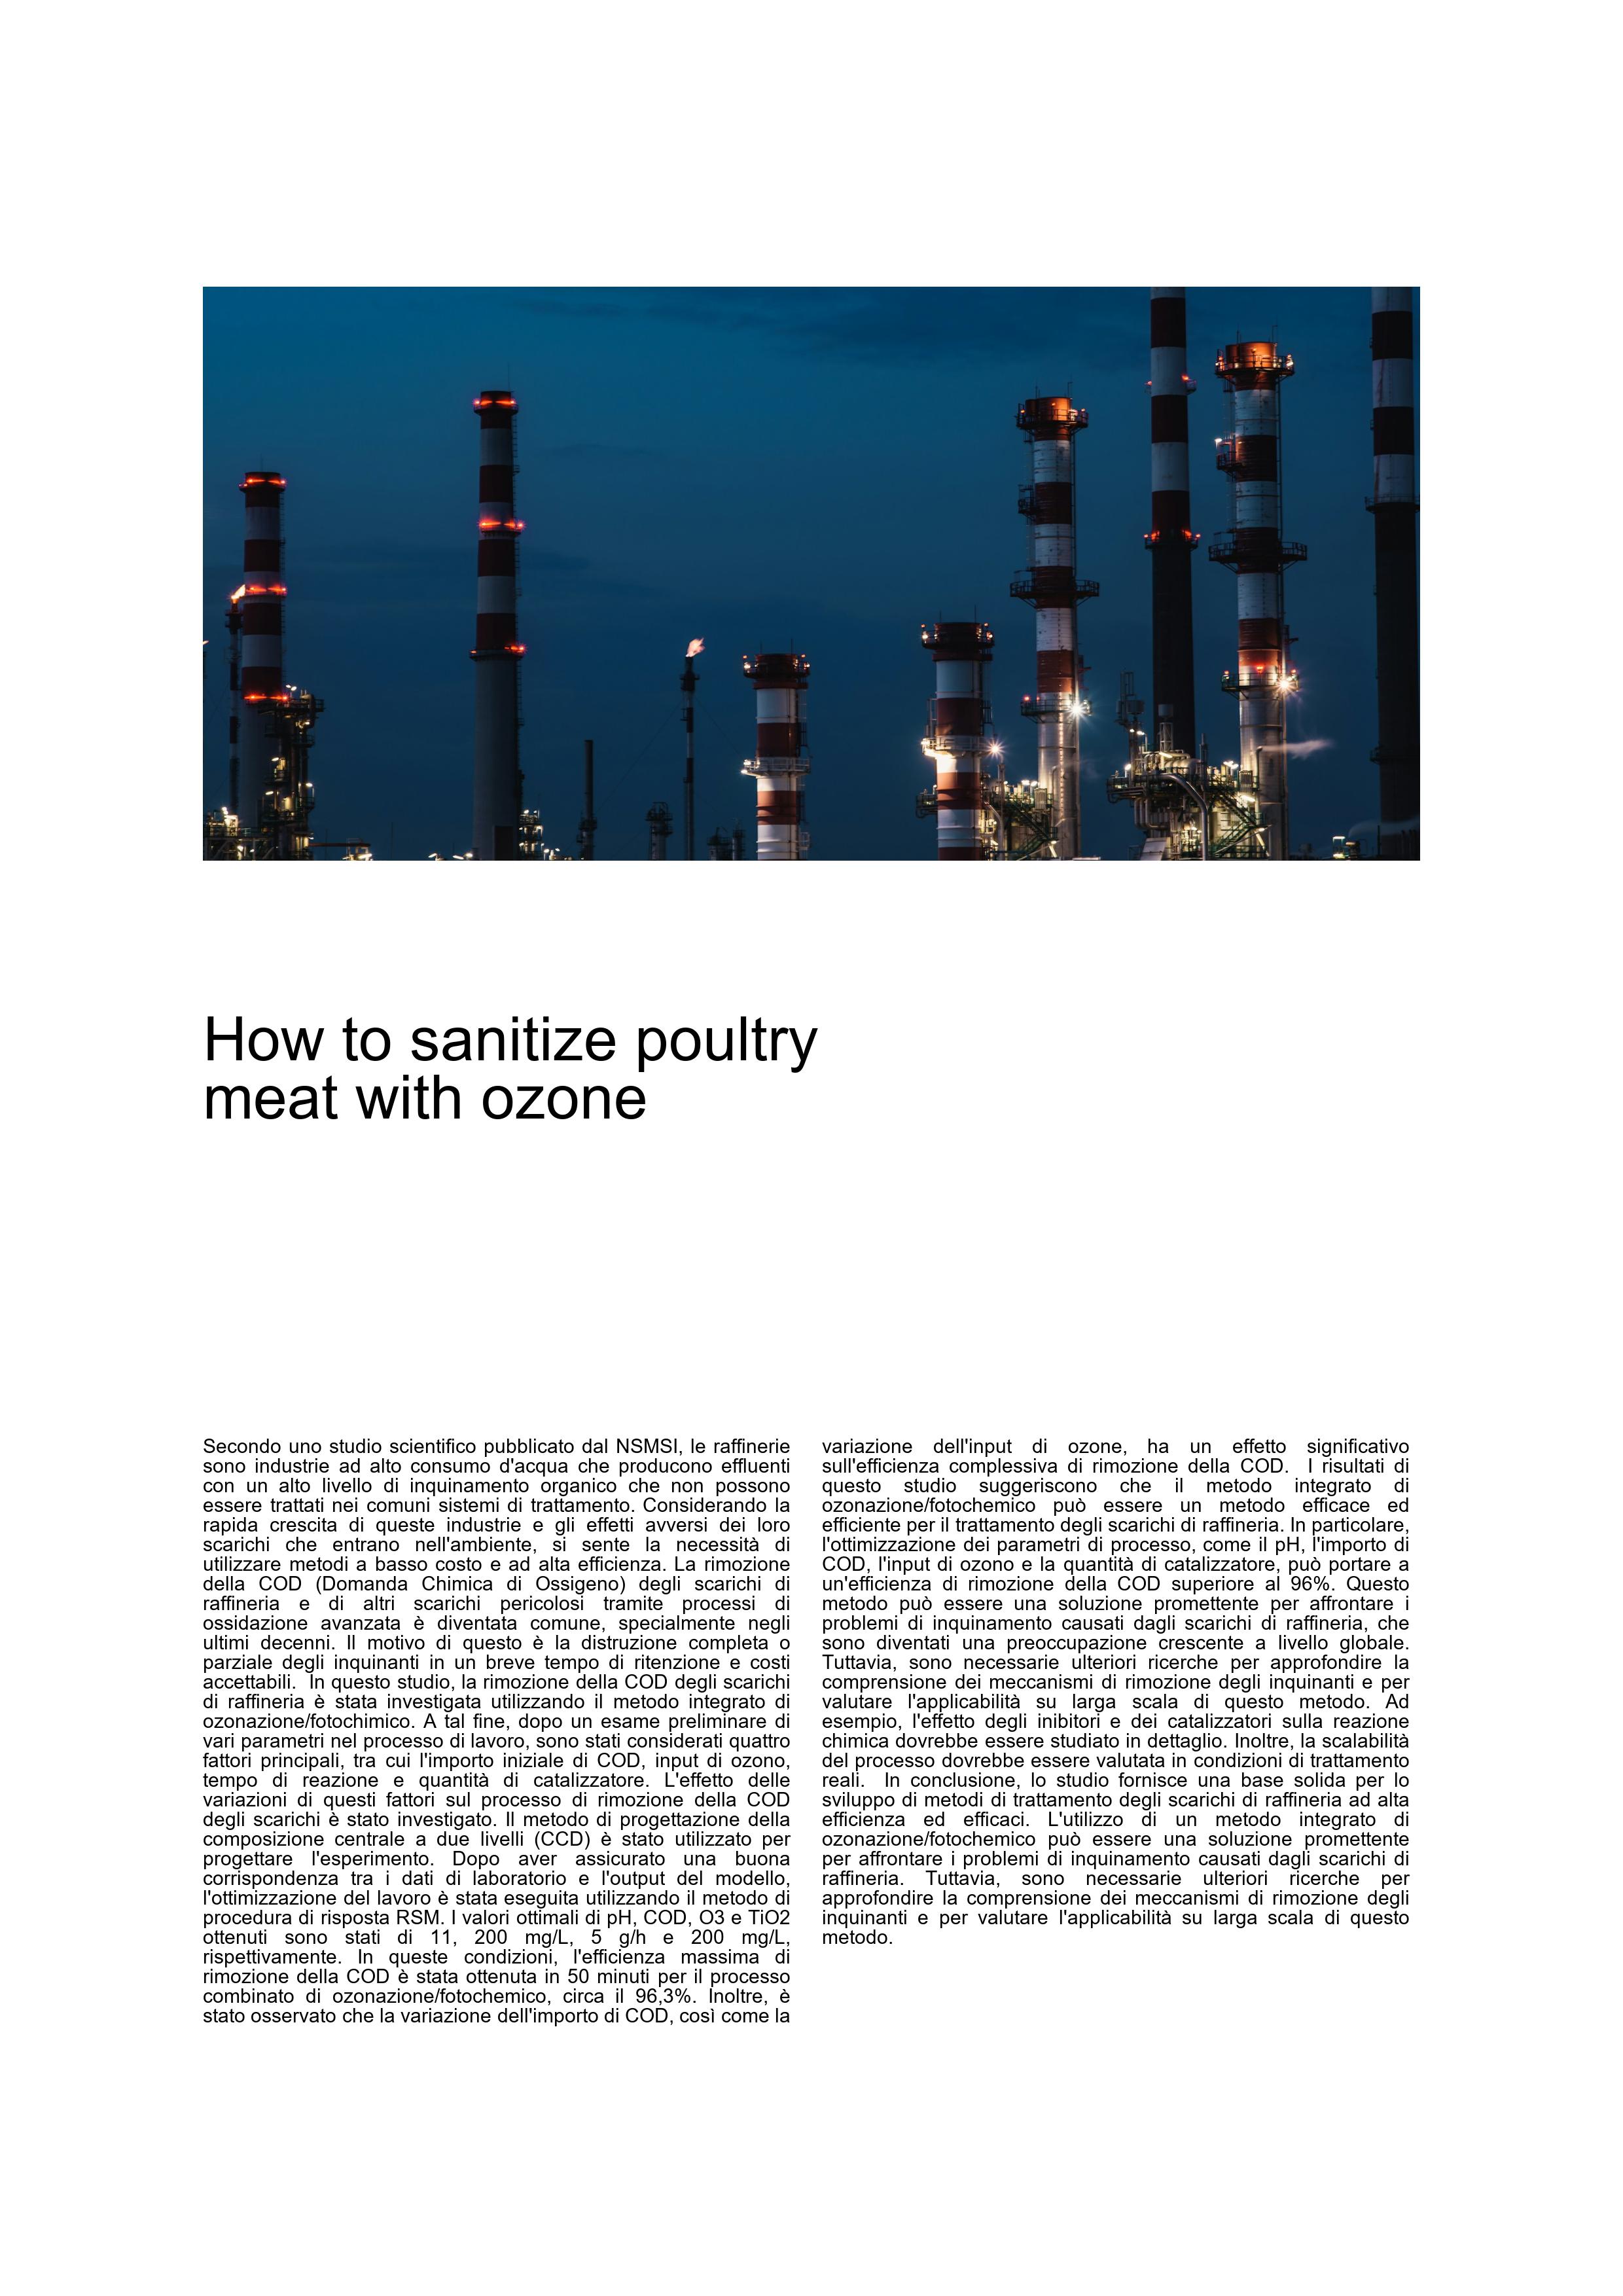 How to sanitize poultry
meat with ozone
Secondo uno studio scientifico pubblicato dal NSMSI, le raffinerie
sono industrie ad alto consumo d'acqua che producono effluenti
con un alto livello di inquinamento organico che non possono
essere trattati nei comuni sistemi di trattamento. Considerando la
rapida crescita di queste industrie e gli effetti avversi dei loro
scarichi che entrano nell'ambiente, si sente la necessità di
utilizzare metodi a basso costo e ad alta efficienza. La rimozione
della COD (Domanda Chimica di Ossigeno) degli scarichi di
raffineria e di altri scarichi pericolosi tramite processi di
ossidazione avanzata è diventata comune, specialmente negli
ultimi decenni. Il motivo di questo è la distruzione completa o
parziale degli inquinanti in un breve tempo di ritenzione e costi
accettabili.  In questo studio, la rimozione della COD degli scarichi
di raffineria è stata investigata utilizzando il metodo integrato di
ozonazione/fotochimico. A tal fine, dopo un esame preliminare di
vari parametri nel processo di lavoro, sono stati considerati quattro
fattori principali, tra cui l'importo iniziale di COD, input di ozono,
tempo di reazione e quantità di catalizzatore. L'effetto delle
variazioni di questi fattori sul processo di rimozione della COD
degli scarichi è stato investigato. Il metodo di progettazione della
composizione centrale a due livelli (CCD) è stato utilizzato per
progettare l'esperimento. Dopo aver assicurato una buona
corrispondenza tra i dati di laboratorio e l'output del modello,
l'ottimizzazione del lavoro è stata eseguita utilizzando il metodo di
procedura di risposta RSM. I valori ottimali di pH, COD, O3 e TiO2
ottenuti sono stati di 11, 200 mg/L, 5 g/h e 200 mg/L,
rispettivamente. In queste condizioni, l'efficienza massima di
rimozione della COD è stata ottenuta in 50 minuti per il processo
combinato di ozonazione/fotochemico, circa il 96,3%. Inoltre, è
stato osservato che la variazione dell'importo di COD, così come la
variazione dell'input di ozone, ha un effetto significativo
sull'efficienza complessiva di rimozione della COD.  I risultati di
questo studio suggeriscono che il metodo integrato di
ozonazione/fotochemico può essere un metodo efficace ed
efficiente per il trattamento degli scarichi di raffineria. In particolare,
l'ottimizzazione dei parametri di processo, come il pH, l'importo di
COD, l'input di ozono e la quantità di catalizzatore, può portare a
un'efficienza di rimozione della COD superiore al 96%. Questo
metodo può essere una soluzione promettente per affrontare i
problemi di inquinamento causati dagli scarichi di raffineria, che
sono diventati una preoccupazione crescente a livello globale.
Tuttavia, sono necessarie ulteriori ricerche per approfondire la
comprensione dei meccanismi di rimozione degli inquinanti e per
valutare l'applicabilità su larga scala di questo metodo. Ad
esempio, l'effetto degli inibitori e dei catalizzatori sulla reazione
chimica dovrebbe essere studiato in dettaglio. Inoltre, la scalabilità
del processo dovrebbe essere valutata in condizioni di trattamento
reali.  In conclusione, lo studio fornisce una base solida per lo
sviluppo di metodi di trattamento degli scarichi di raffineria ad alta
efficienza ed efficaci. L'utilizzo di un metodo integrato di
ozonazione/fotochemico può essere una soluzione promettente
per affrontare i problemi di inquinamento causati dagli scarichi di
raffineria. Tuttavia, sono necessarie ulteriori ricerche per
approfondire la comprensione dei meccanismi di rimozione degli
inquinanti e per valutare l'applicabilità su larga scala di questo
metodo.